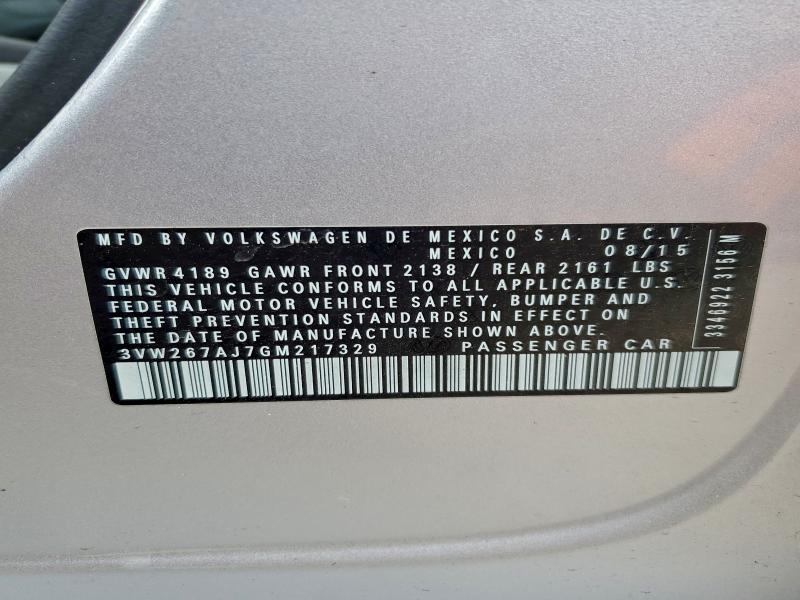 MFD BY VOLKSWAGEN DE MEXICO S.A. DE C.V.
MEXICO 08/15
GVWR 4189 GAWR FRONT 2138 / REAR 2161 LBS
THIS VEHICLE CONFORMS TO ALL APPLICABLE U.S.
FEDERAL MOTOR VEHICLE SAFETY, BUMPER AND
THEFT PREVENTION STANDARDS IN EFFECT ON
THE DATE OF MANUFACTURE SHOWN ABOVE.
3VW267AJ7GM217329 PASSENGER CAR
3346922 3156 M